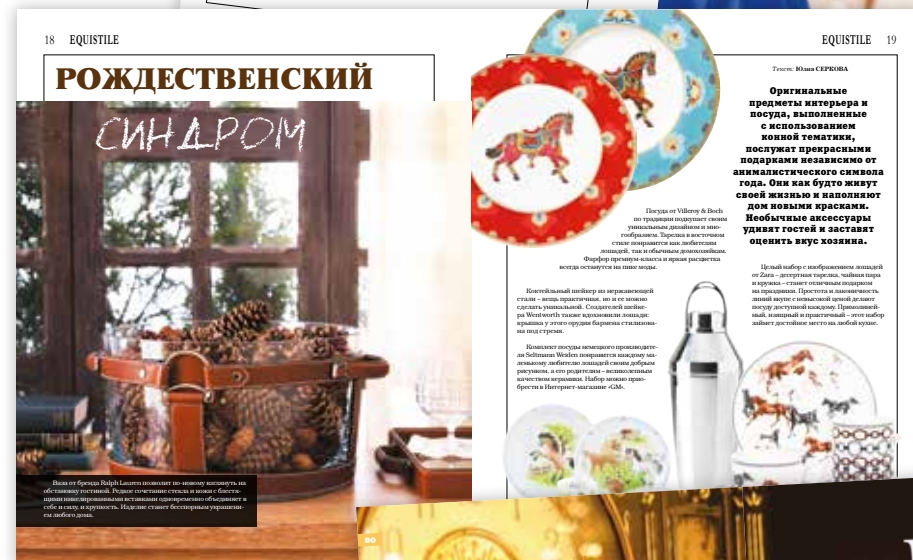 18 EQUISTILE
РОЖДЕСТВЕНСКИЙ
СИНДРОМ
Ваза от бренда Ralph Lauren позволит по-новому взглянуть на
обстановку гостиной. Редкое сочетание стекла и кожи с блестя-
щими никелированными вставками одновременно объединяет в
себе и силу, и хрупкость. Изделие станет бесспорным украшени-
ем любого дома.
EQUISTILE 19
Текст: Юлия СЕРКОВА
Оригинальные
предметы интерьера и
посуда, выполненные
с использованием
конной тематики,
послужат прекрасными
подарками независимо от
анималистического символа
года. Они как будто живут
своей жизнью и наполняют
дом новыми красками.
Необычные аксессуары
удивят гостей и заставят
оценить вкус хозяина.
Посуда от Villeroy & Boch
по традиции подкупает своим
уникальным дизайном и мно-
гообразием. Тарелка в восточном
стиле понравится как любителям
лошадей, так и обычным домохозяйкам.
Фарфор премиум-класса и яркая расцветка
всегда останутся на пике моды.
Коктейльный шейкер из нержавеющей
стали – вещь практичная, но и ее можно
сделать уникальной. Создателей шейке-
ра Wentworth также вдохновили лошади:
крышка у этого орудия бармена стилизова-
на под стремя.
Комплект посуды немецкого производите-
ля Seltmann Weiden понравится каждому ма-
ленькому любителю лошадей своим добрым
рисунком, а его родителям – великолепным
качеством керамики. Набор можно прио-
брести в Интернет-магазине «GM».
Целый набор с изображением лошадей
от Zara – десертная тарелка, чайная пара
и кружка – станет отличным подарком
на праздники. Простота и лаконичность
линий вкупе с невысокой ценой делают
посуду доступной каждому. Примоliней-
ный, изящный и практичный – этот набор
займет достойное место на любой кухне.
80